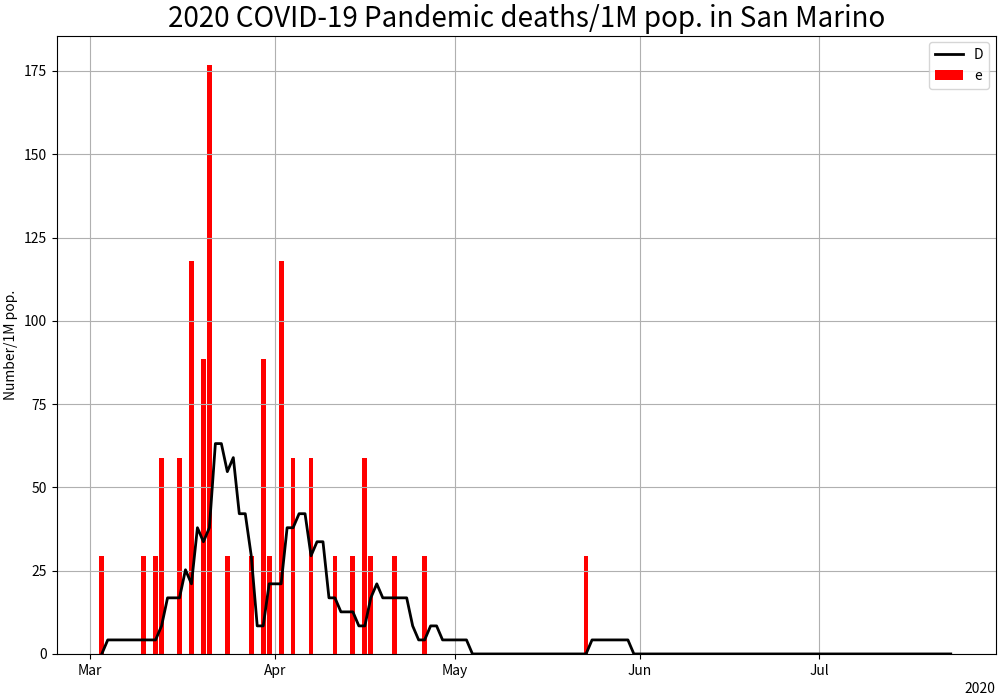 2020 COVID-19 Pandemic deaths/1M pop. in San Marino
D
e
175
150
125
100
75
50
25
0
Number/1M pop.
Mar
Apr
May
Jun
Jul
2020